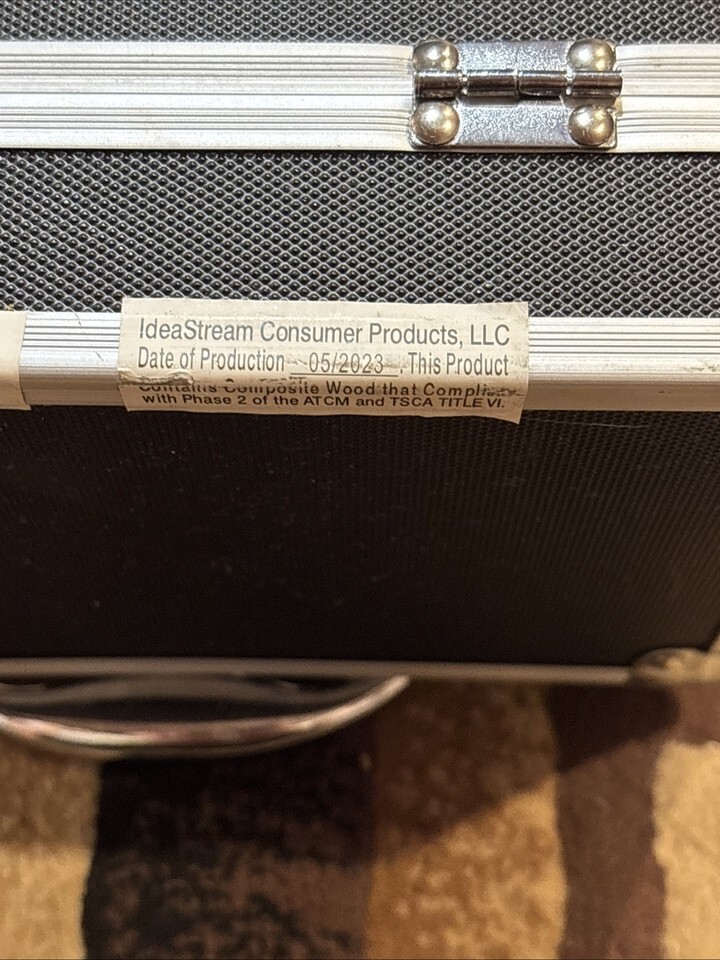 IdeaStream Consumer Products, LLC
Date of Production 05/2023 .This Product
Contains Composite Wood that Complies
with Phase 2 of the ATCM and TSCA TITLE VI.